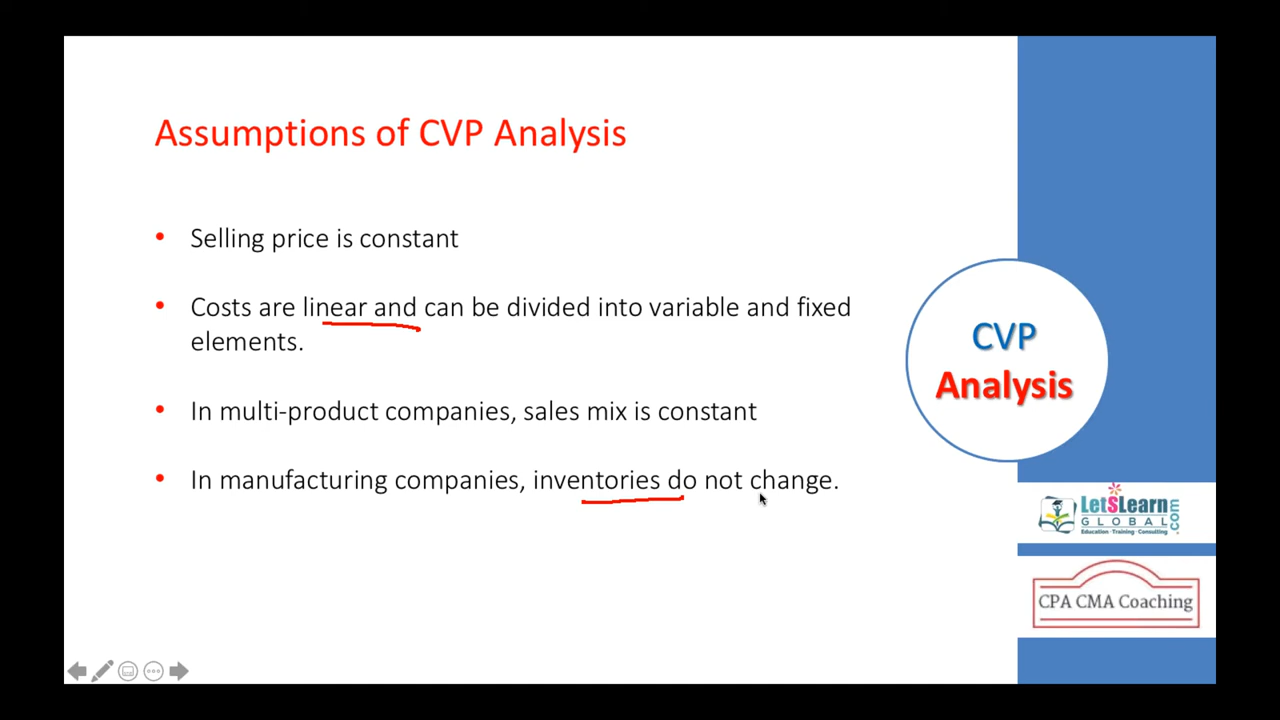 Assumptions of CVP Analysis
• Selling price is constant
• Costs are linear and can be divided into variable and fixed
elements.
• In multi-product companies, sales mix is constant
• In manufacturing companies, inventories do not change.
CVP
Analysis
LetsLearn
GLOBAL
.com
Education · Training · Consulting
CPA CMA Coaching